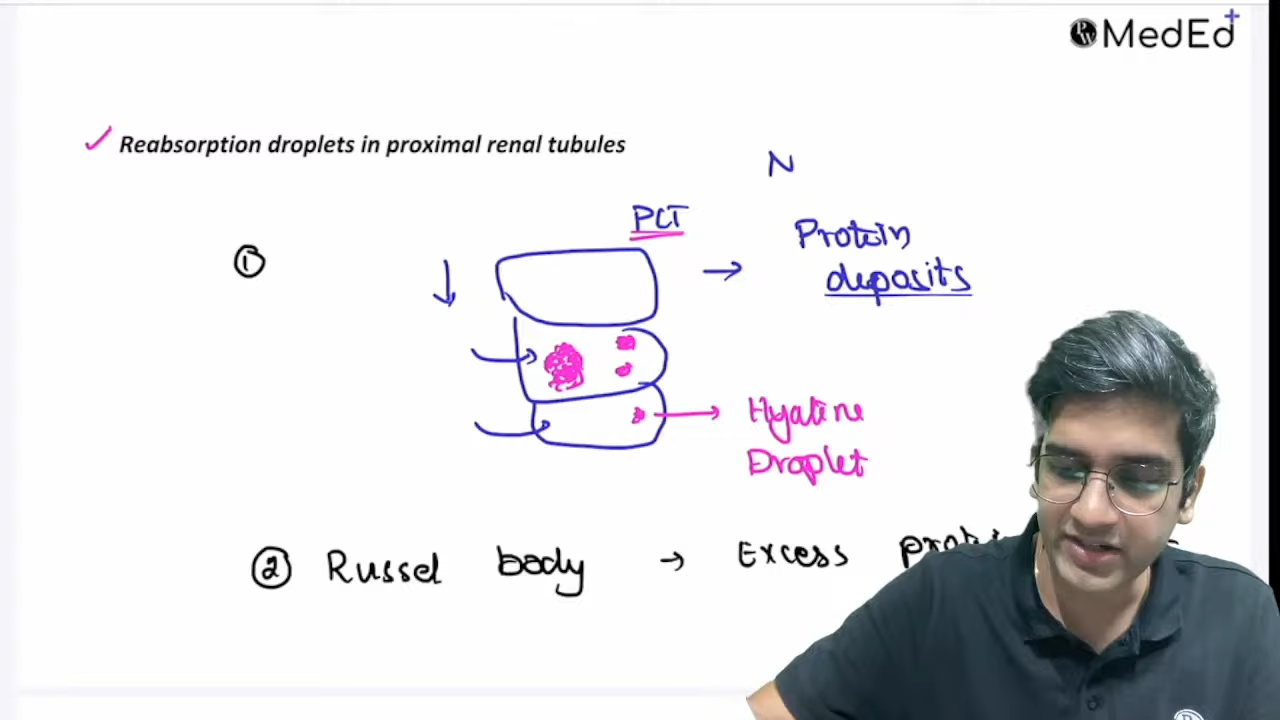 MedEd+
✓ Reabsorption droplets in proximal renal tubules
N
PCT
① → Protein
deposits
Hyaline
Droplet
② Russel body → Excess